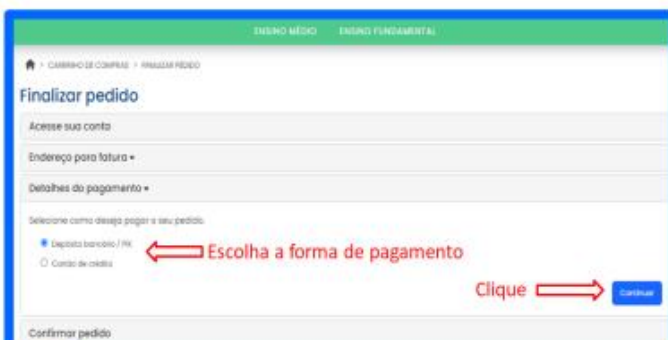 ENSINO MÉDIO ENSINO FUNDAMENTAL
> CARRINHO DE COMPRAS > FINALIZAR PEDIDO
Finalizar pedido
Acesse sua conta
Endereço para fatura
Detalhes do pagamento
Selecione como deseja pagar o seu pedido.
Depósito bancário / PIX
Escolha a forma de pagamento
Cartão de crédito
Clique
Continuar
Confirmar pedido